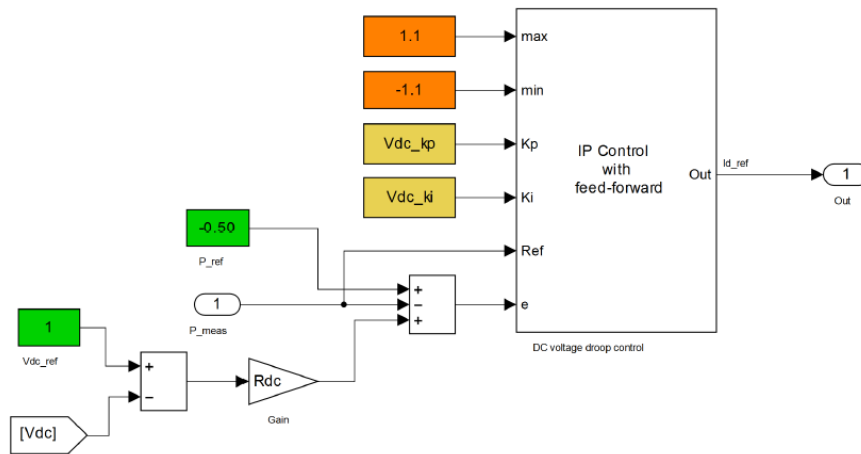 1.1
max
-1.1
min
Vdc_kp
Kp
IP Control
with
feed-forward
Out
Id_ref
1
Out
Vdc_ki
Ki
-0.50
P_ref
Ref
+
−
+
1
P_meas
e
DC voltage droop control
1
Vdc_ref
+
−
Rdc
Gain
[Vdc]